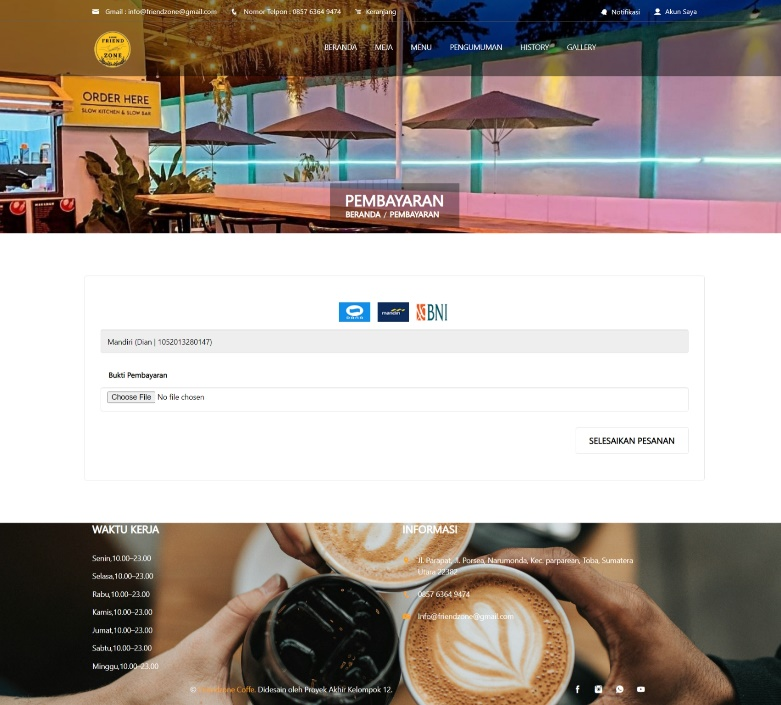 Gmail : info@friendzone@gmail.com Nomor Telpon : 0857 6364 9474 Keranjang Notifikasi Akun Saya
FRIEND
ZONE
BERANDA MEJA MENU PENGUMUMAN HISTORY GALLERY
ORDER HERE
SLOW KITCHEN & SLOW BAR
PEMBAYARAN
BERANDA / PEMBAYARAN
mandiri BNI
Mandiri (Dian | 1052013280147)
Bukti Pembayaran
Choose File No file chosen
SELESAIKAN PESANAN
WAKTU KERJA
Senin,10.00–23.00
Selasa,10.00–23.00
Rabu,10.00–23.00
Kamis,10.00–23.00
Jumat,10.00–23.00
Sabtu,10.00–23.00
Minggu,10.00–23.00
INFORMASI
Jl. Parapat, Jl. Porsea, Narumonda, Kec. parparean, Toba, Sumatera
Utara 22382
0857 6364 9474
Info@friendzone@gmail.com
© Friendzone Coffe. Didesain oleh Proyek Akhir Kelompok 12.